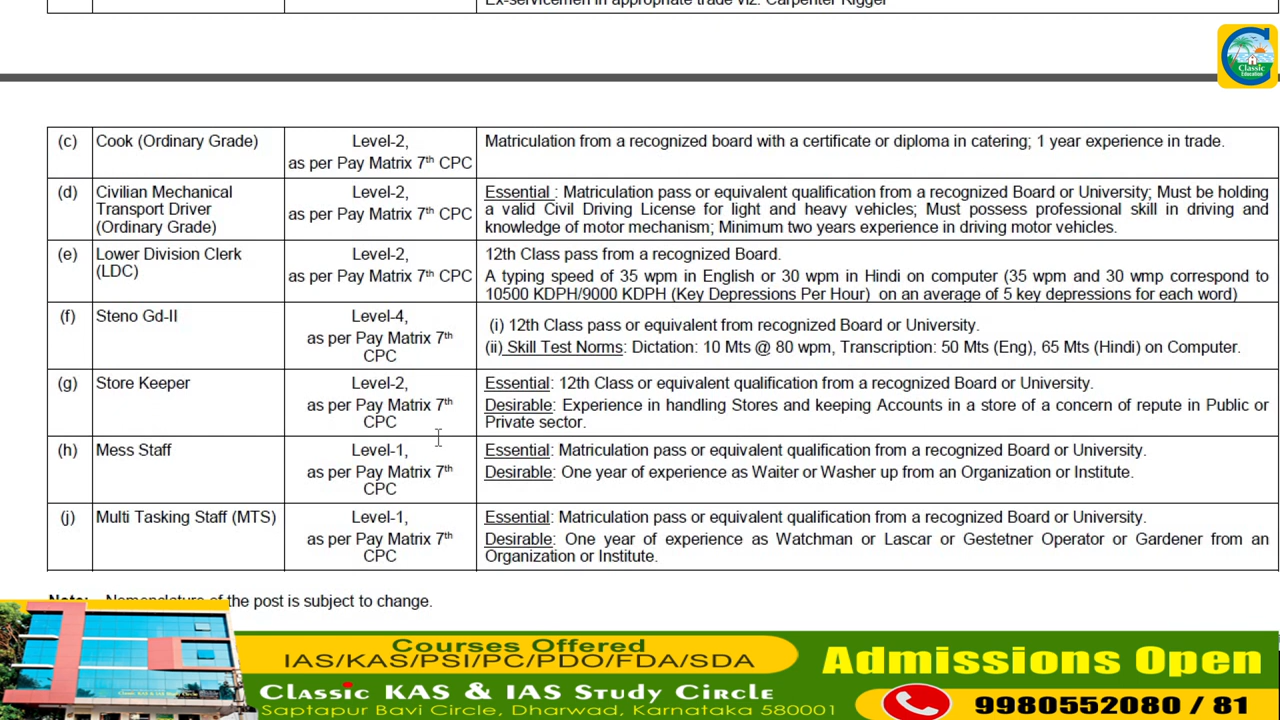 Ex-servicemen in appropriate trade viz. Carpenter Rigger
Classic
Education
(c) Cook (Ordinary Grade) Level-2, Matriculation from a recognized board with a certificate or diploma in catering; 1 year experience in trade.
as per Pay Matrix 7th CPC
(d) Civilian Mechanical Level-2, Essential : Matriculation pass or equivalent qualification from a recognized Board or University; Must be holding
Transport Driver as per Pay Matrix 7th CPC a valid Civil Driving License for light and heavy vehicles; Must possess professional skill in driving and
(Ordinary Grade) knowledge of motor mechanism; Minimum two years experience in driving motor vehicles.
(e) Lower Division Clerk Level-2, 12th Class pass from a recognized Board.
(LDC) as per Pay Matrix 7th CPC A typing speed of 35 wpm in English or 30 wpm in Hindi on computer (35 wpm and 30 wmp correspond to
10500 KDPH/9000 KDPH (Key Depressions Per Hour) on an average of 5 key depressions for each word)
(f) Steno Gd-II Level-4, (i) 12th Class pass or equivalent from recognized Board or University.
as per Pay Matrix 7th (ii) Skill Test Norms: Dictation: 10 Mts @ 80 wpm, Transcription: 50 Mts (Eng), 65 Mts (Hindi) on Computer.
CPC
(g) Store Keeper Level-2, Essential: 12th Class or equivalent qualification from a recognized Board or University.
as per Pay Matrix 7th Desirable: Experience in handling Stores and keeping Accounts in a store of a concern of repute in Public or
CPC Private sector.
(h) Mess Staff Level-1, Essential: Matriculation pass or equivalent qualification from a recognized Board or University.
as per Pay Matrix 7th Desirable: One year of experience as Waiter or Washer up from an Organization or Institute.
CPC
(j) Multi Tasking Staff (MTS) Level-1, Essential: Matriculation pass or equivalent qualification from a recognized Board or University.
as per Pay Matrix 7th Desirable: One year of experience as Watchman or Lascar or Gestetner Operator or Gardener from an
CPC Organization or Institute.
Note: Nomenclature of the post is subject to change.
Courses Offered
IAS/KAS/PSI/PC/PDO/FDA/SDA
Classic KAS & IAS Study Circle
Saptapur Bavi Circle, Dharwad, Karnataka 580001
Admissions Open
9980552080 / 81